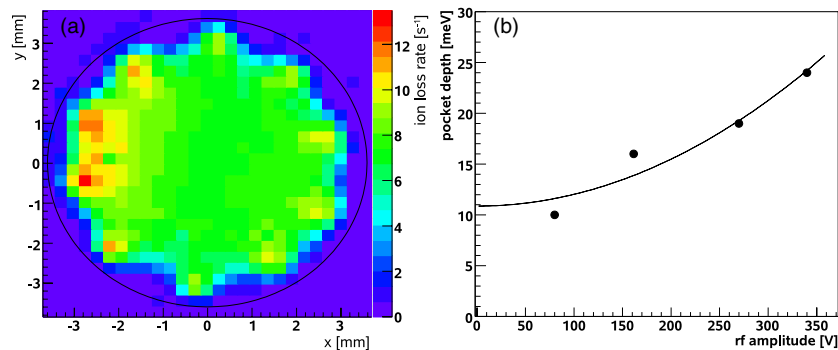 (a)
y [mm]
3
2
1
0
-1
-2
-3
-3 -2 -1 0 1 2 3
x [mm]
12
10
8
6
4
2
0
ion loss rate [s⁻¹]
(b)
pocket depth [meV]
30
25
20
15
10
5
0
0 50 100 150 200 250 300 350
rf amplitude [V]